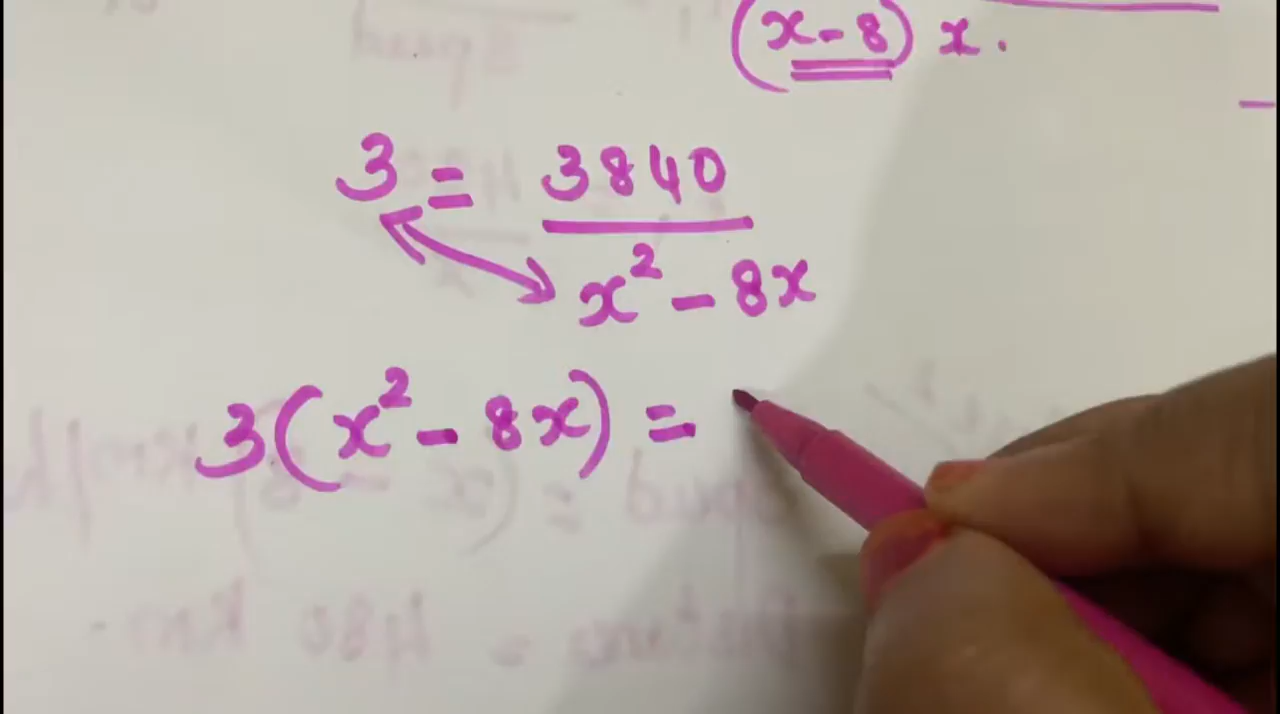 (x-8) x.
3 = 3840
x² - 8x
3(x² - 8x) =